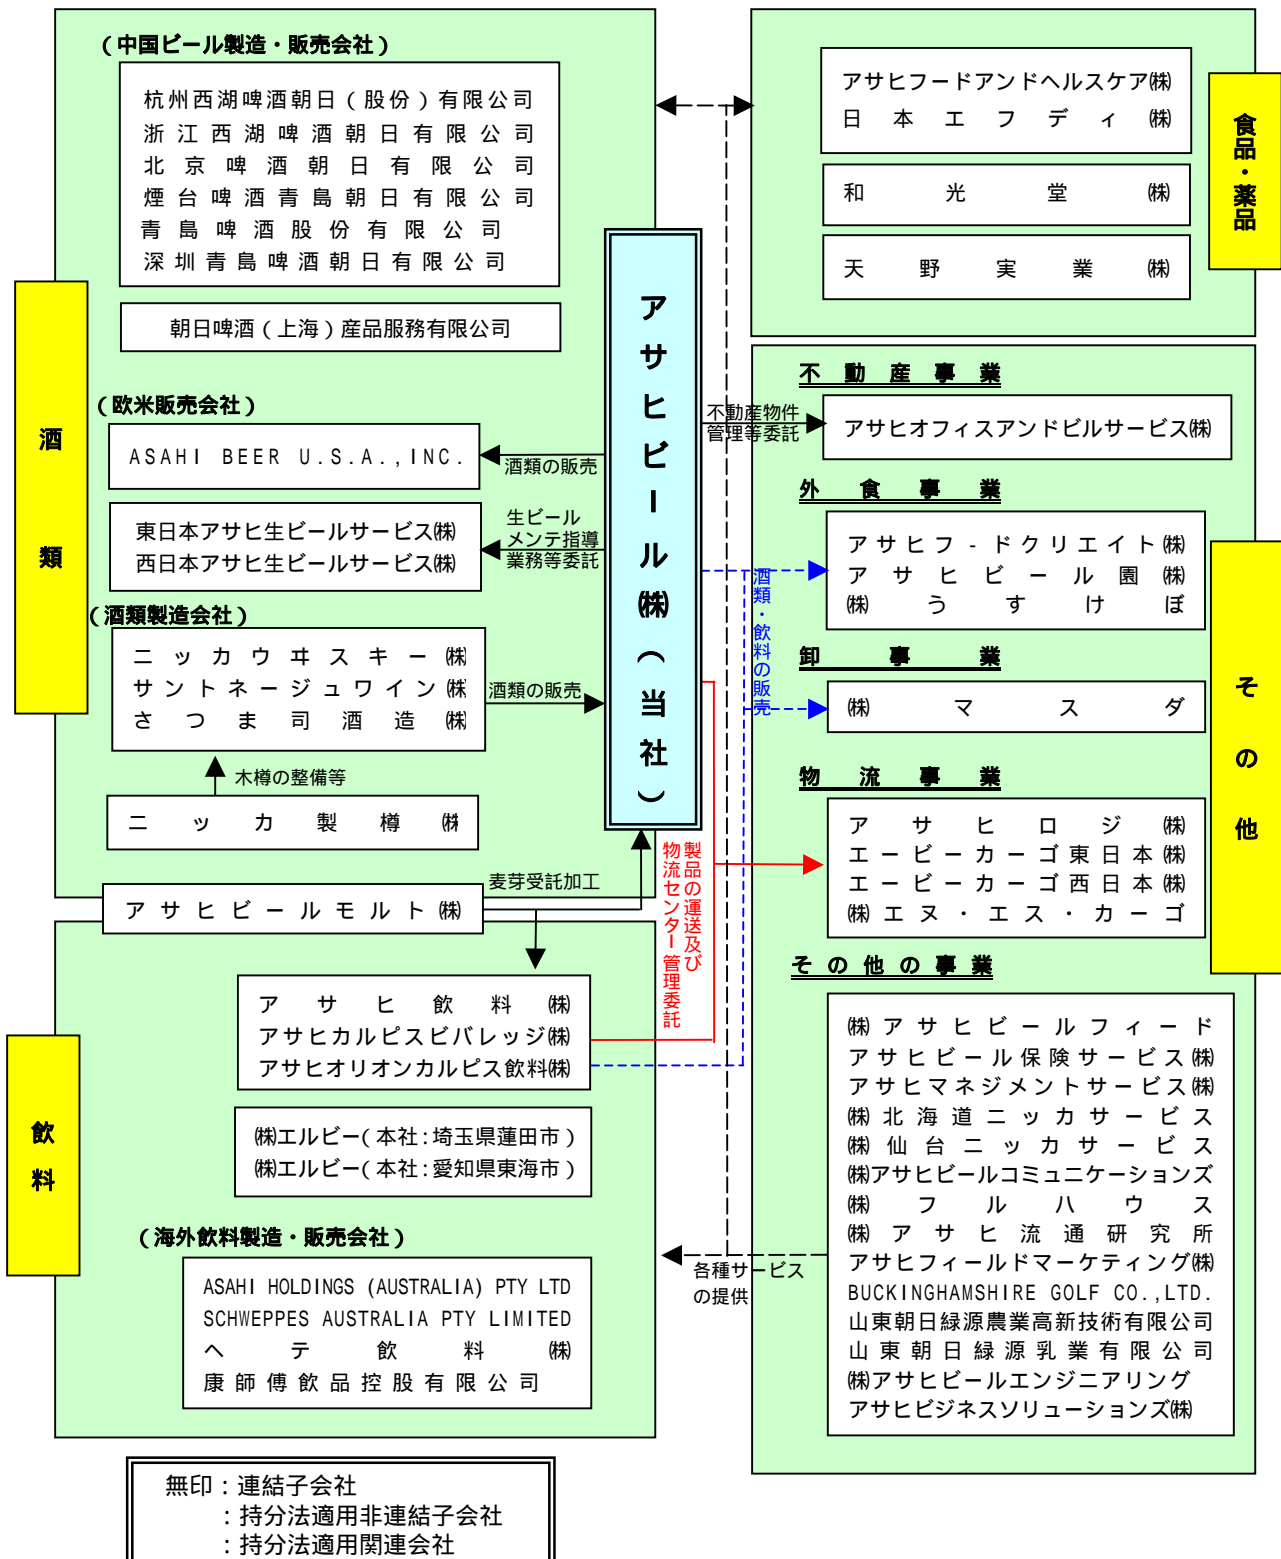 （中国ビール製造・販売会社）
杭州西湖啤酒朝日（股份）有限公司
浙江西湖啤酒朝日有限公司
北京啤酒朝日有限公司
煙台啤酒青島朝日有限公司
青島啤酒股份有限公司
深圳青島啤酒朝日有限公司
朝日啤酒（上海）産品服務有限公司
酒類
（欧米販売会社）
ASAHI BEER U.S.A.,INC.
酒類の販売
東日本アサヒ生ビールサービス㈱
西日本アサヒ生ビールサービス㈱
生ビール
メンテ指導
業務等委託
（酒類製造会社）
ニッカウヰスキー㈱
サントネージュワイン㈱
さつま司酒造㈱
酒類の販売
木樽の整備等
ニッカ製樽㈱
アサヒビールモルト㈱
麦芽受託加工
アサヒビール㈱（当社）
飲料
アサヒ飲料㈱
アサヒカルピスビバレッジ㈱
アサヒオリオンカルピス飲料㈱
㈱エルビー（本社：埼玉県蓮田市）
㈱エルビー（本社：愛知県東海市）
（海外飲料製造・販売会社）
ASAHI HOLDINGS (AUSTRALIA) PTY LTD
SCHWEPPES AUSTRALIA PTY LIMITED
ヘテ飲料㈱
康師傅飲品控股有限公司
製品の運送及び
物流センター管理委託
酒類・飲料の販売
各種サービス
の提供
食品・薬品
アサヒフードアンドヘルスケア㈱
日本エフディ㈱
和光堂㈱
天野実業㈱
その他
不動産事業
不動産物件
管理等委託
アサヒオフィスアンドビルサービス㈱
外食事業
アサヒフ-ドクリエイト㈱
アサヒビール園㈱
㈱うすけぼ
卸事業
㈱マスダ
物流事業
アサヒロジ㈱
エービーカーゴ東日本㈱
エービーカーゴ西日本㈱
㈱エヌ・エス・カーゴ
その他の事業
㈱アサヒビールフィード
アサヒビール保険サービス㈱
アサヒマネジメントサービス㈱
㈱北海道ニッカサービス
㈱仙台ニッカサービス
㈱アサヒビールコミュニケーションズ
㈱フルハウス
㈱アサヒ流通研究所
アサヒフィールドマーケティング㈱
BUCKINGHAMSHIRE GOLF CO.,LTD.
山東朝日緑源農業高新技術有限公司
山東朝日緑源乳業有限公司
㈱アサヒビールエンジニアリング
アサヒビジネスソリューションズ㈱
無印：連結子会社
：持分法適用非連結子会社
：持分法適用関連会社